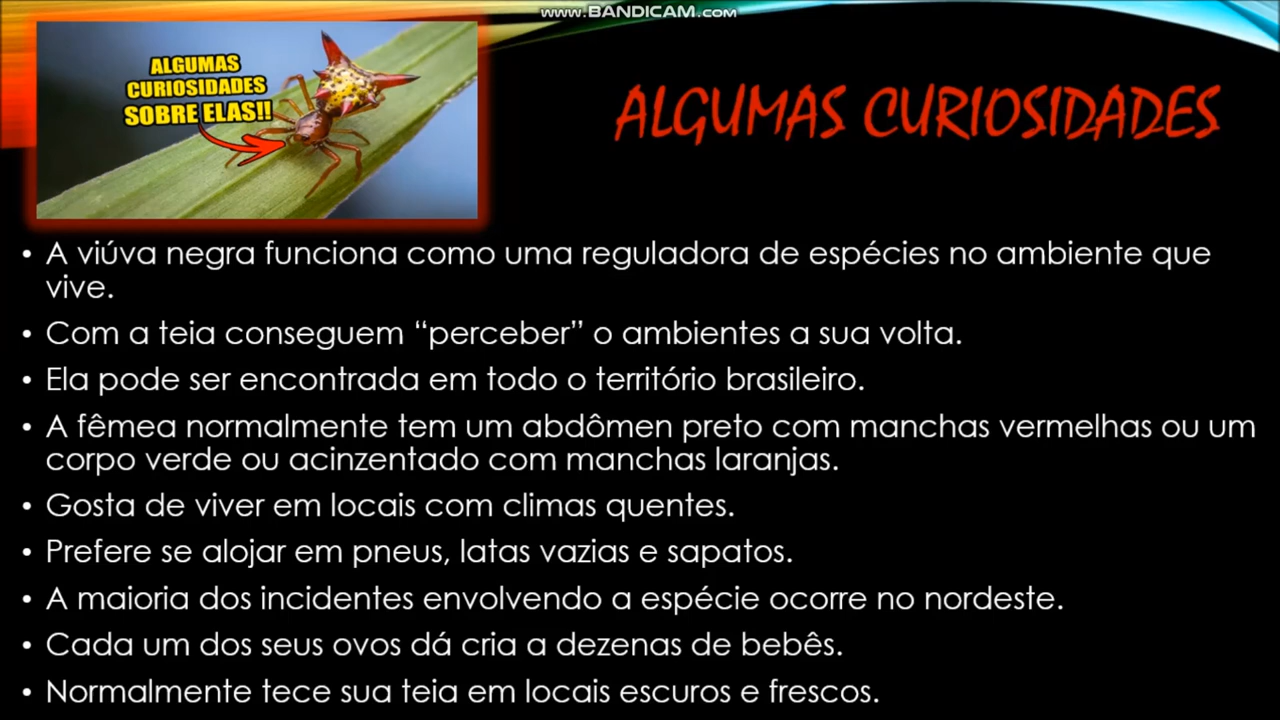 www.BANDICAM.com
ALGUMAS
CURIOSIDADES
SOBRE ELAS!!
ALGUMAS CURIOSIDADES
• A viúva negra funciona como uma reguladora de espécies no ambiente que
vive.
• Com a teia conseguem “perceber” o ambientes a sua volta.
• Ela pode ser encontrada em todo o território brasileiro.
• A fêmea normalmente tem um abdômen preto com manchas vermelhas ou um
corpo verde ou acinzentado com manchas laranjas.
• Gosta de viver em locais com climas quentes.
• Prefere se alojar em pneus, latas vazias e sapatos.
• A maioria dos incidentes envolvendo a espécie ocorre no nordeste.
• Cada um dos seus ovos dá cria a dezenas de bebês.
• Normalmente tece sua teia em locais escuros e frescos.